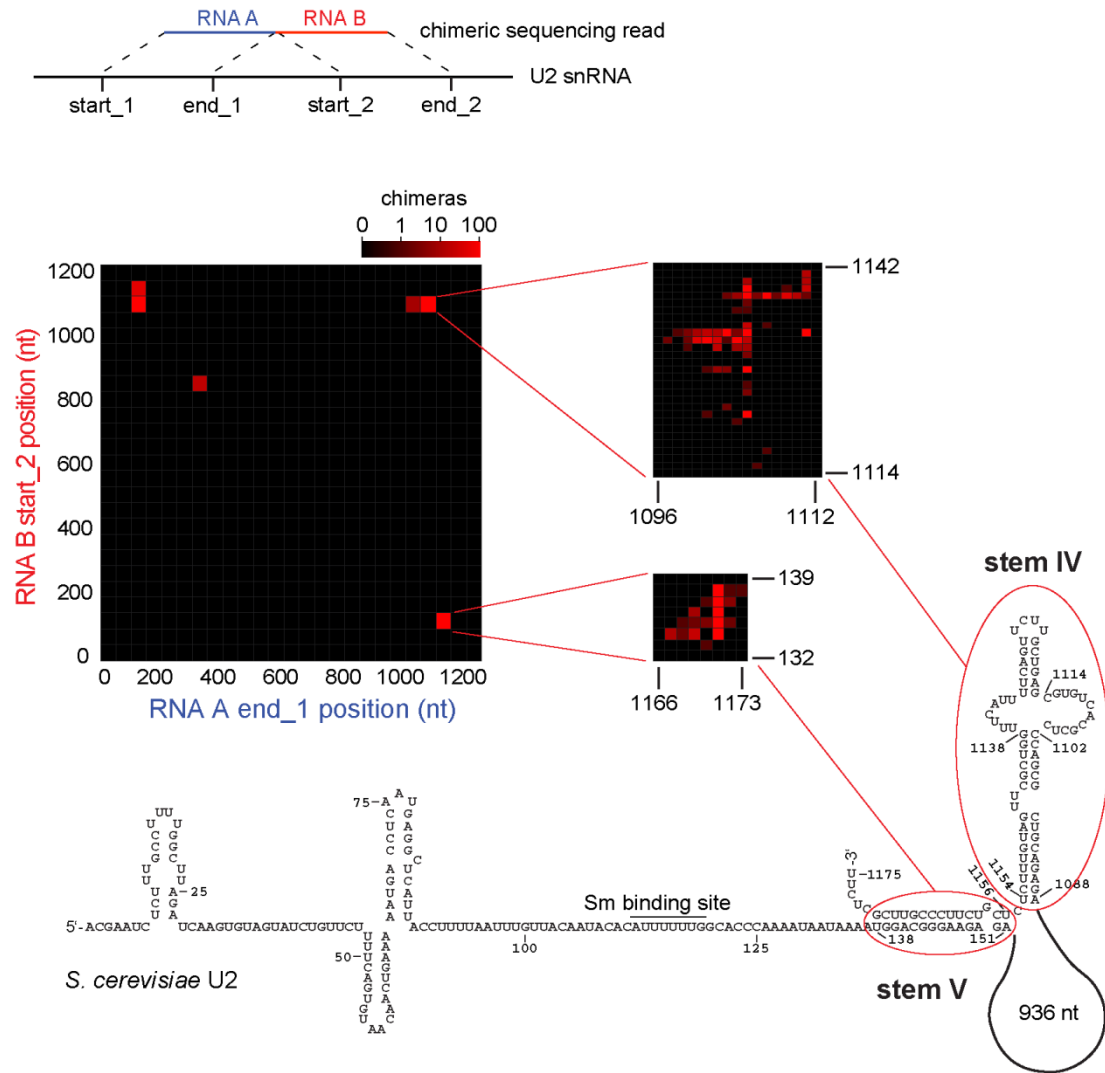 RNA A
RNA B
chimeric sequencing read
U2 snRNA
start_1
end_1
start_2
end_2
chimeras
0 1 10 100
1200
1000
800
600
400
200
0
RNA B start_2 position (nt)
0 200 400 600 800 1000 1200
RNA A end_1 position (nt)
1142
1114
1096
1112
139
132
1166
1173
stem IV
1114
1138
1102
1154
1088
1156
-3'
1175
75
25
50
Sm binding site
5'-ACGAAUC
UCAAGUGUAGUAUCUGUUCU
GCUUGCCCUUCU
G
CU
C
ACCUUUUAAUUUGUUACAAUACACAUUUUUUGGCACCCAAAAUAAUAAAAUGGACGGGAAGA
GA
100
125
138
151
S. cerevisiae U2
stem V
936 nt